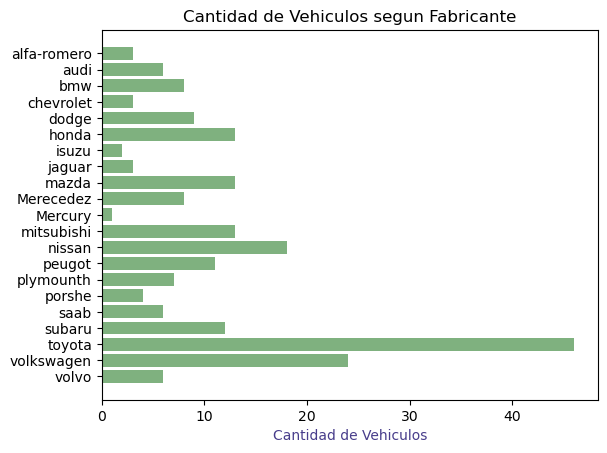 Cantidad de Vehiculos segun Fabricante
alfa-romero
audi
bmw
chevrolet
dodge
honda
isuzu
jaguar
mazda
Merecedez
Mercury
mitsubishi
nissan
peugot
plymounth
porshe
saab
subaru
toyota
volkswagen
volvo
0 10 20 30 40
Cantidad de Vehiculos